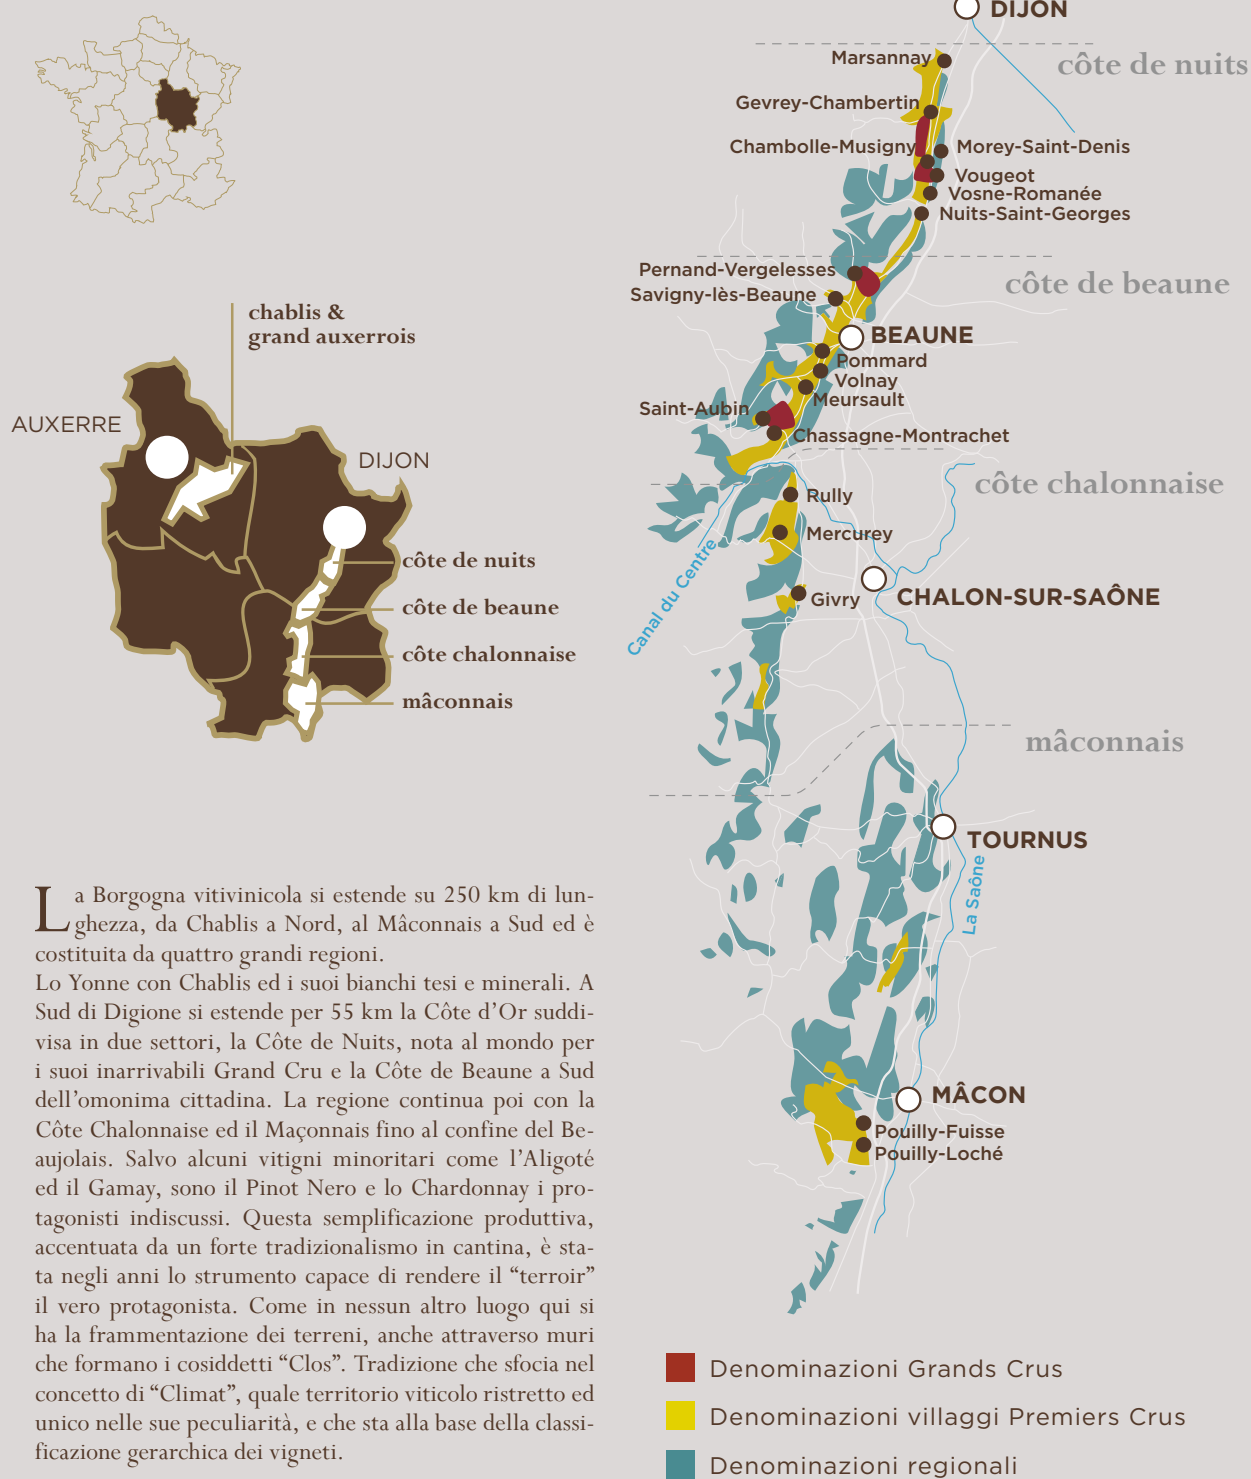 DIJON
côte de nuits
Marsannay
Gevrey-Chambertin
Chambolle-Musigny
Morey-Saint-Denis
Vougeot
Vosne-Romanée
Nuits-Saint-Georges
Pernand-Vergelesses
côte de beaune
Savigny-lès-Beaune
BEAUNE
Pommard
Volnay
Meursault
Saint-Aubin
Chassagne-Montrachet
côte chalonnaise
Rully
Mercurey
Canal du Centre
Givry
CHALON-SUR-SAÔNE
mâconnais
TOURNUS
La Saône
MÂCON
Pouilly-Fuisse
Pouilly-Loché
Denominazioni Grands Crus
Denominazioni villaggi Premiers Crus
Denominazioni regionali
chablis &
grand auxerrois
AUXERRE
DIJON
côte de nuits
côte de beaune
côte chalonnaise
mâconnais
La Borgogna vitivinicola si estende su 250 km di lun-
ghezza, da Chablis a Nord, al Mâconnais a Sud ed è
costituita da quattro grandi regioni.
Lo Yonne con Chablis ed i suoi bianchi tesi e minerali. A
Sud di Digione si estende per 55 km la Côte d’Or suddi-
visa in due settori, la Côte de Nuits, nota al mondo per
i suoi inarrivabili Grand Cru e la Côte de Beaune a Sud
dell’omonina cittadina. La regione continua poi con la
Côte Chalonnaise ed il Maçonnais fino al confine del Be-
aujolais. Salvo alcuni vitigni minoritari come l’Aligoté
ed il Gamay, sono il Pinot Nero e lo Chardonnay i pro-
tagonisti indiscussi. Questa semplificazione produttiva,
accentuata da un forte tradizionalismo in cantina, è sta-
ta negli anni lo strumento capace di rendere il “terroir”
il vero protagonista. Come in nessun altro luogo qui si
ha la frammentazione dei terreni, anche attraverso muri
che formano i cosiddetti “Clos”. Tradizione che sfocia nel
concetto di “Climat”, quale territorio viticolo ristretto ed
unico nelle sue peculiarità, e che sta alla base della classi-
ficazione gerarchica dei vigneti.